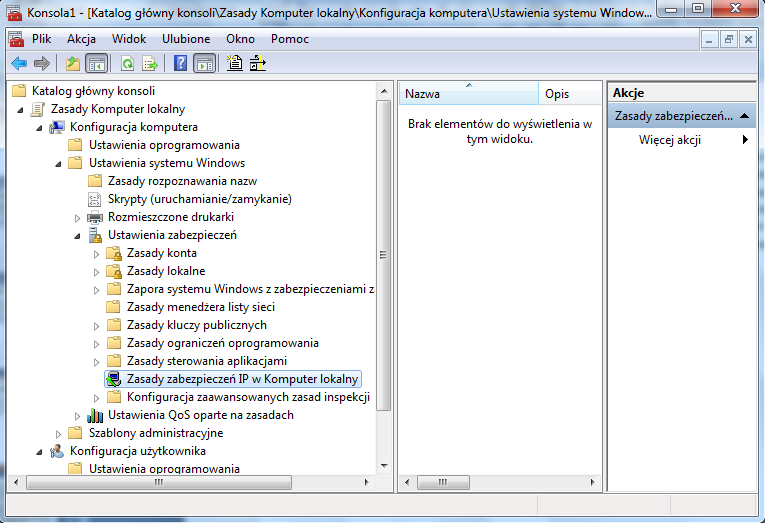 Konsola1 - [Katalog główny konsoli\Zasady Komputer lokalny\Konfiguracja komputera\Ustawienia systemu Window...
Plik Akcja Widok Ulubione Okno Pomoc
Katalog główny konsoli
Zasady Komputer lokalny
Konfiguracja komputera
Ustawienia oprogramowania
Ustawienia systemu Windows
Zasady rozpoznawania nazw
Skrypty (uruchamianie/zamykanie)
Rozmieszczone drukarki
Ustawienia zabezpieczeń
Zasady konta
Zasady lokalne
Zapora systemu Windows z zabezpieczeniami z
Zasady menedżera listy sieci
Zasady kluczy publicznych
Zasady ograniczeń oprogramowania
Zasady sterowania aplikacjami
Zasady zabezpieczeń IP w Komputer lokalny
Konfiguracja zaawansowanych zasad inspekcji
Ustawienia QoS oparte na zasadach
Szablony administracyjne
Konfiguracja użytkownika
Ustawienia oprogramowania
Nazwa Opis
Brak elementów do wyświetlenia w
tym widoku.
Akcje
Zasady zabezpieczeń...
Więcej akcji